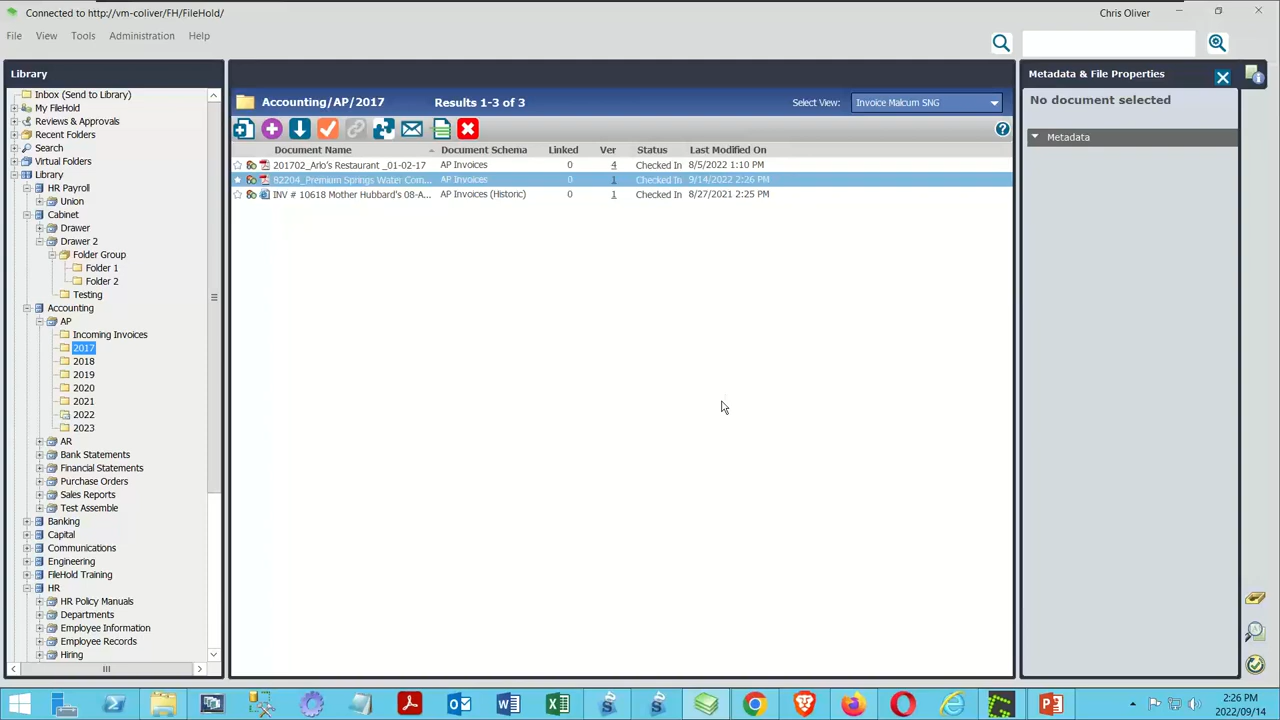 Connected to http://vm-coliver/FH/FileHold/
Chris Oliver
File View Tools Administration Help
Library
Inbox (Send to Library)
My FileHold
Reviews & Approvals
Recent Folders
Search
Virtual Folders
Library
HR Payroll
Union
Cabinet
Drawer
Drawer 2
Folder Group
Folder 1
Folder 2
Testing
Accounting
AP
Incoming Invoices
2017
2018
2019
2020
2021
2022
2023
AR
Bank Statements
Financial Statements
Purchase Orders
Sales Reports
Test Assemble
Banking
Capital
Communications
Engineering
FileHold Training
HR
HR Policy Manuals
Departments
Employee Information
Employee Records
Hiring
Accounting/AP/2017 Results 1-3 of 3 Select View: Invoice Malcum SNG
Document Name Document Schema Linked Ver Status Last Modified On
201702_Arlo's Restaurant _01-02-17 AP Invoices 0 4 Checked In 8/5/2022 1:10 PM
82204_Premium Springs Water Com... AP Invoices 0 1 Checked In 9/14/2022 2:26 PM
INV # 10618 Mother Hubbard's 08-A... AP Invoices (Historic) 0 1 Checked In 8/27/2021 2:25 PM
Metadata & File Properties
No document selected
Metadata
2:26 PM
2022/09/14